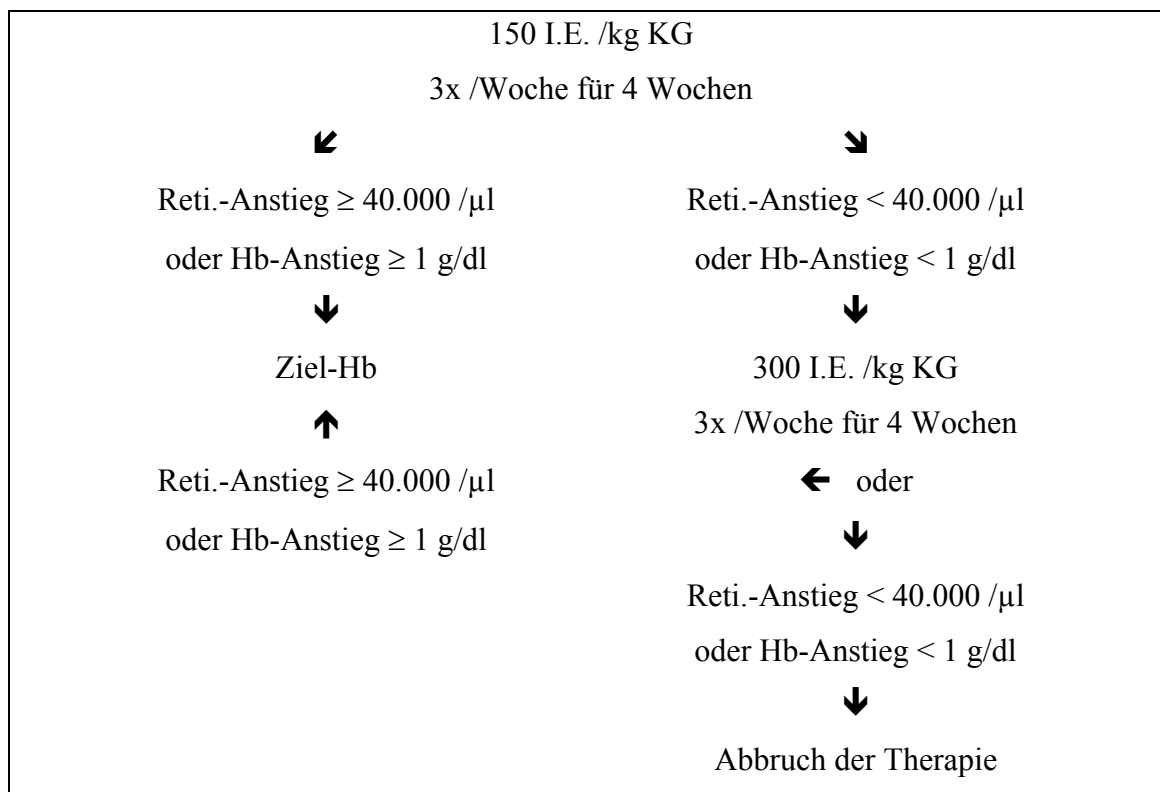 150 I.E. /kg KG
3x /Woche für 4 Wochen
🡿 🡾
Reti.-Anstieg ≥ 40.000 /µl Reti.-Anstieg < 40.000 /µl
oder Hb-Anstieg ≥ 1 g/dl oder Hb-Anstieg < 1 g/dl
🡻 🡻
Ziel-Hb 300 I.E. /kg KG
🡹 3x /Woche für 4 Wochen
Reti.-Anstieg ≥ 40.000 /µl 🡸 oder
oder Hb-Anstieg ≥ 1 g/dl 🡻
Reti.-Anstieg < 40.000 /µl
oder Hb-Anstieg < 1 g/dl
🡻
Abbruch der Therapie